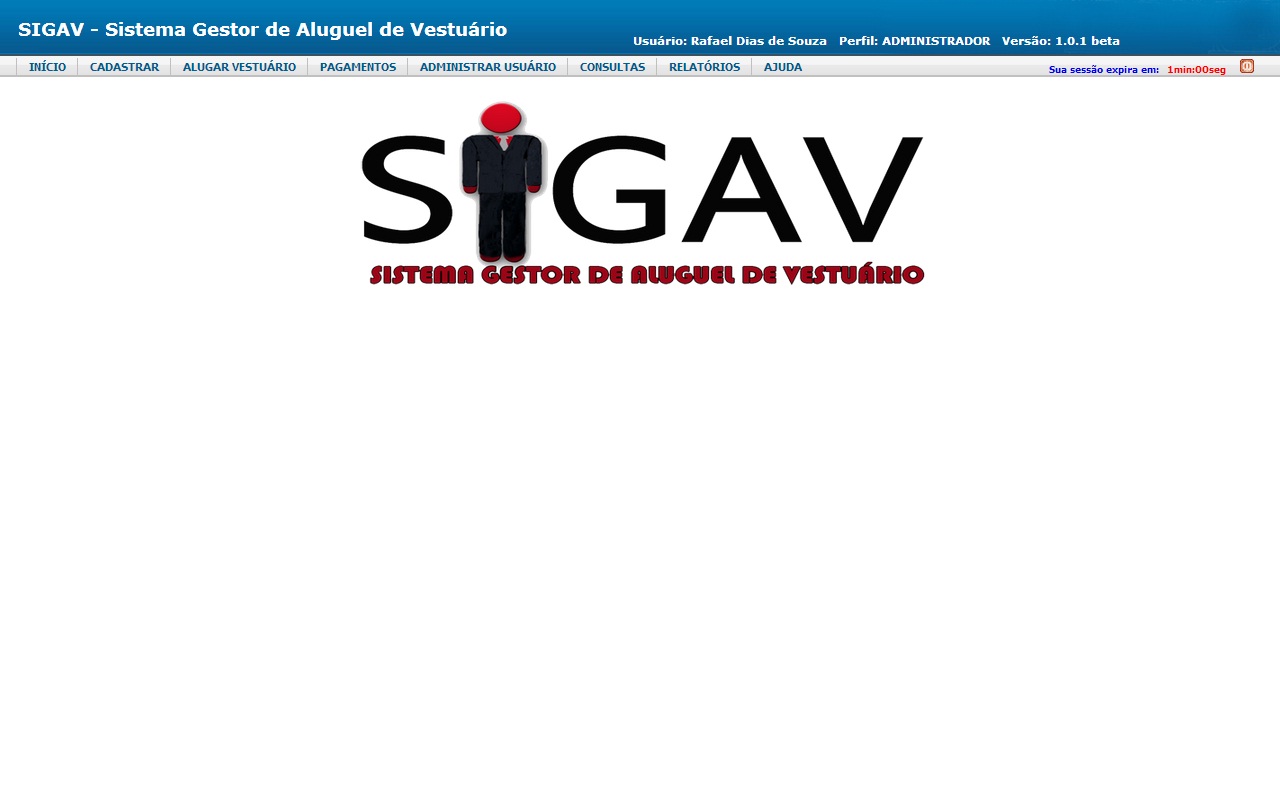 SIGAV - Sistema Gestor de Aluguel de Vestuário
Usuário: Rafael Dias de Souza Perfil: ADMINISTRADOR Versão: 1.0.1 beta
INÍCIO CADASTRAR ALUGAR VESTUÁRIO PAGAMENTOS ADMINISTRAR USUÁRIO CONSULTAS RELATÓRIOS AJUDA Sua sessão expira em: 1min:00seg
SIGAV
SISTEMA GESTOR DE ALUGUEL DE VESTUÁRIO